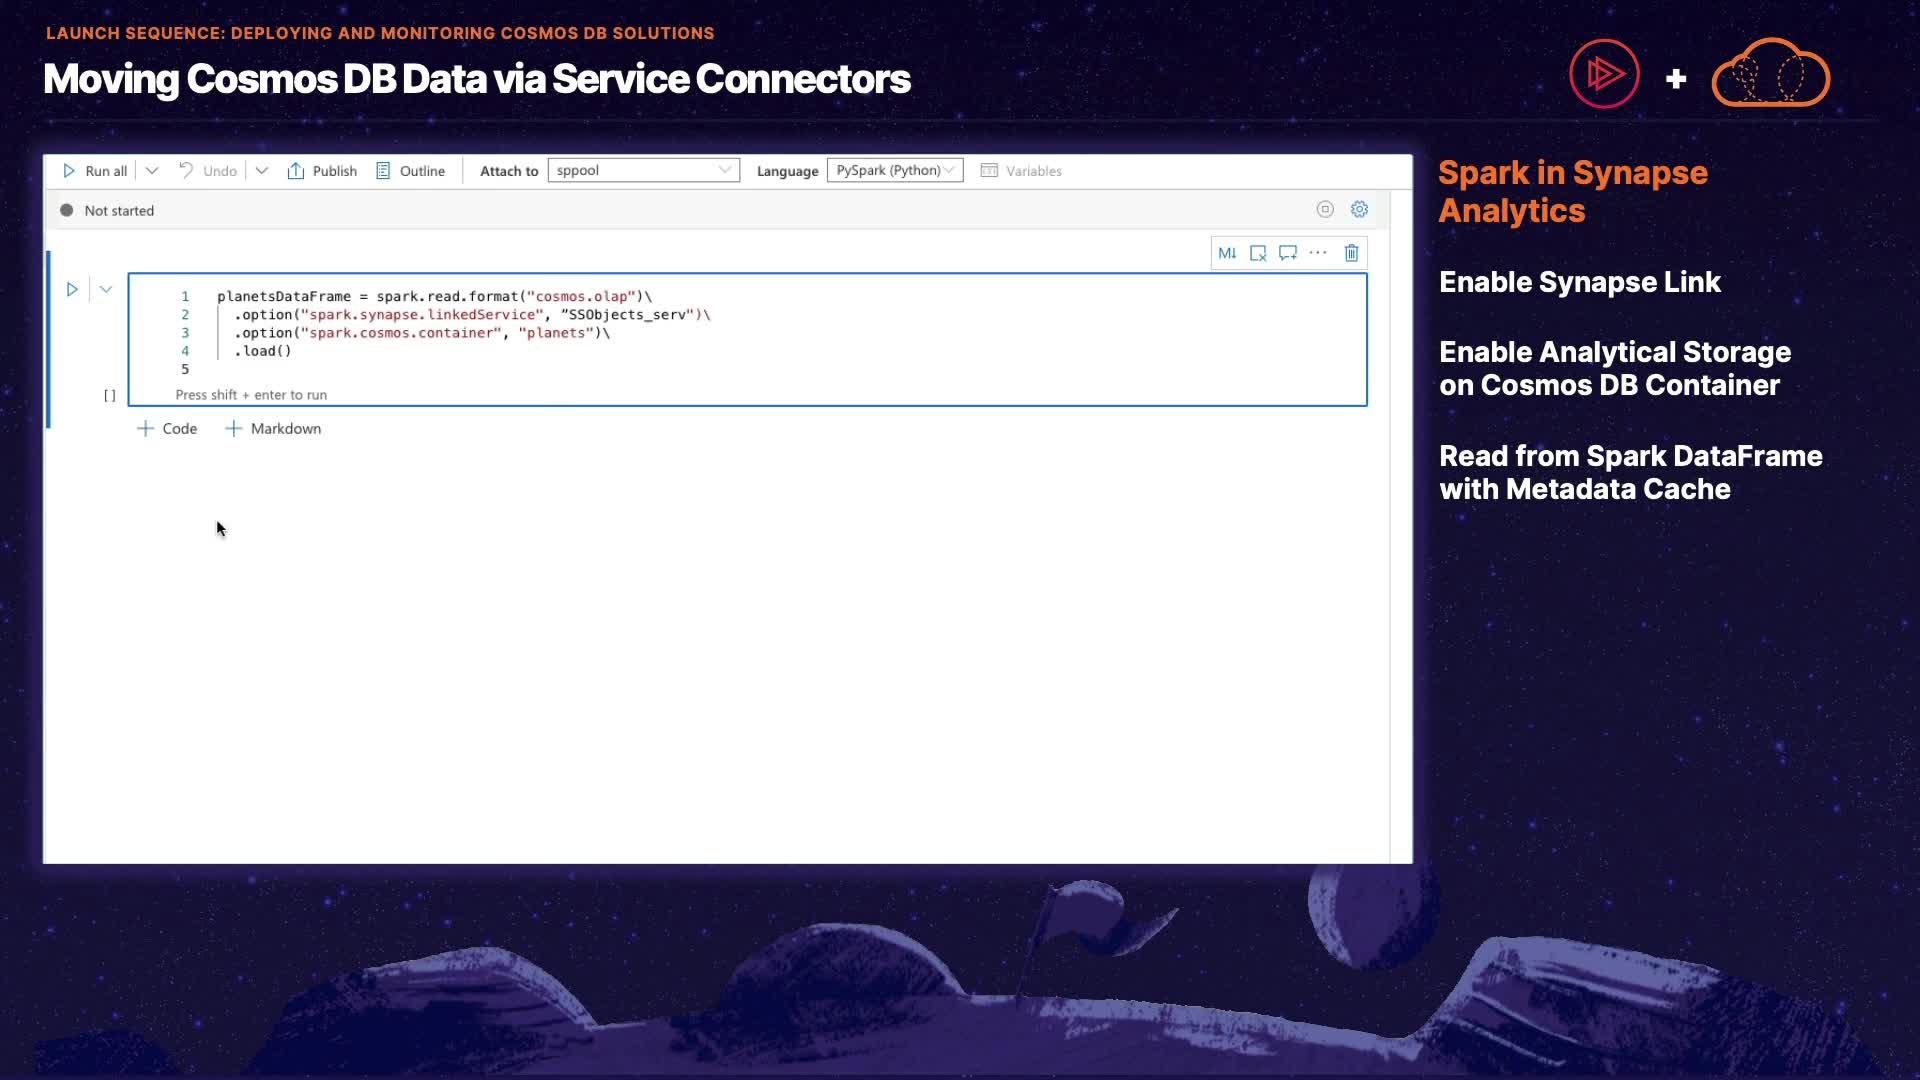 LAUNCH SEQUENCE: DEPLOYING AND MONITORING COSMOS DB SOLUTIONS
Moving Cosmos DB Data via Service Connectors
+
Run all Undo Publish Outline Attach to sppool Language PySpark (Python) Variables
Not started
M↓ ···
1 planetsDataFrame = spark.read.format("cosmos.olap")\
2 .option("spark.synapse.linkedService", ”SSObjects_serv")\
3 .option("spark.cosmos.container", "planets")\
4 .load()
5
[ ] Press shift + enter to run
+ Code + Markdown
Spark in Synapse
Analytics
Enable Synapse Link
Enable Analytical Storage
on Cosmos DB Container
Read from Spark DataFrame
with Metadata Cache